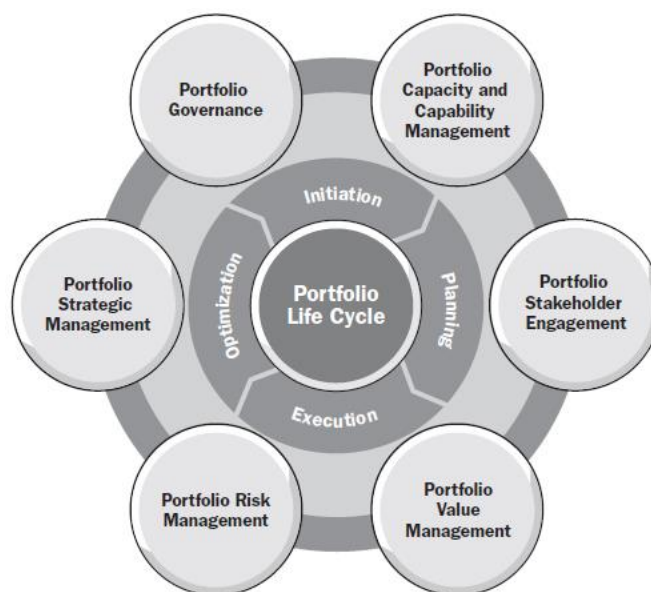 Portfolio
Governance
Portfolio
Capacity and
Capability
Management
Initiation
Portfolio
Strategic
Management
Optimization
Portfolio
Life Cycle
Planning
Portfolio
Stakeholder
Engagement
Execution
Portfolio Risk
Management
Portfolio
Value
Management